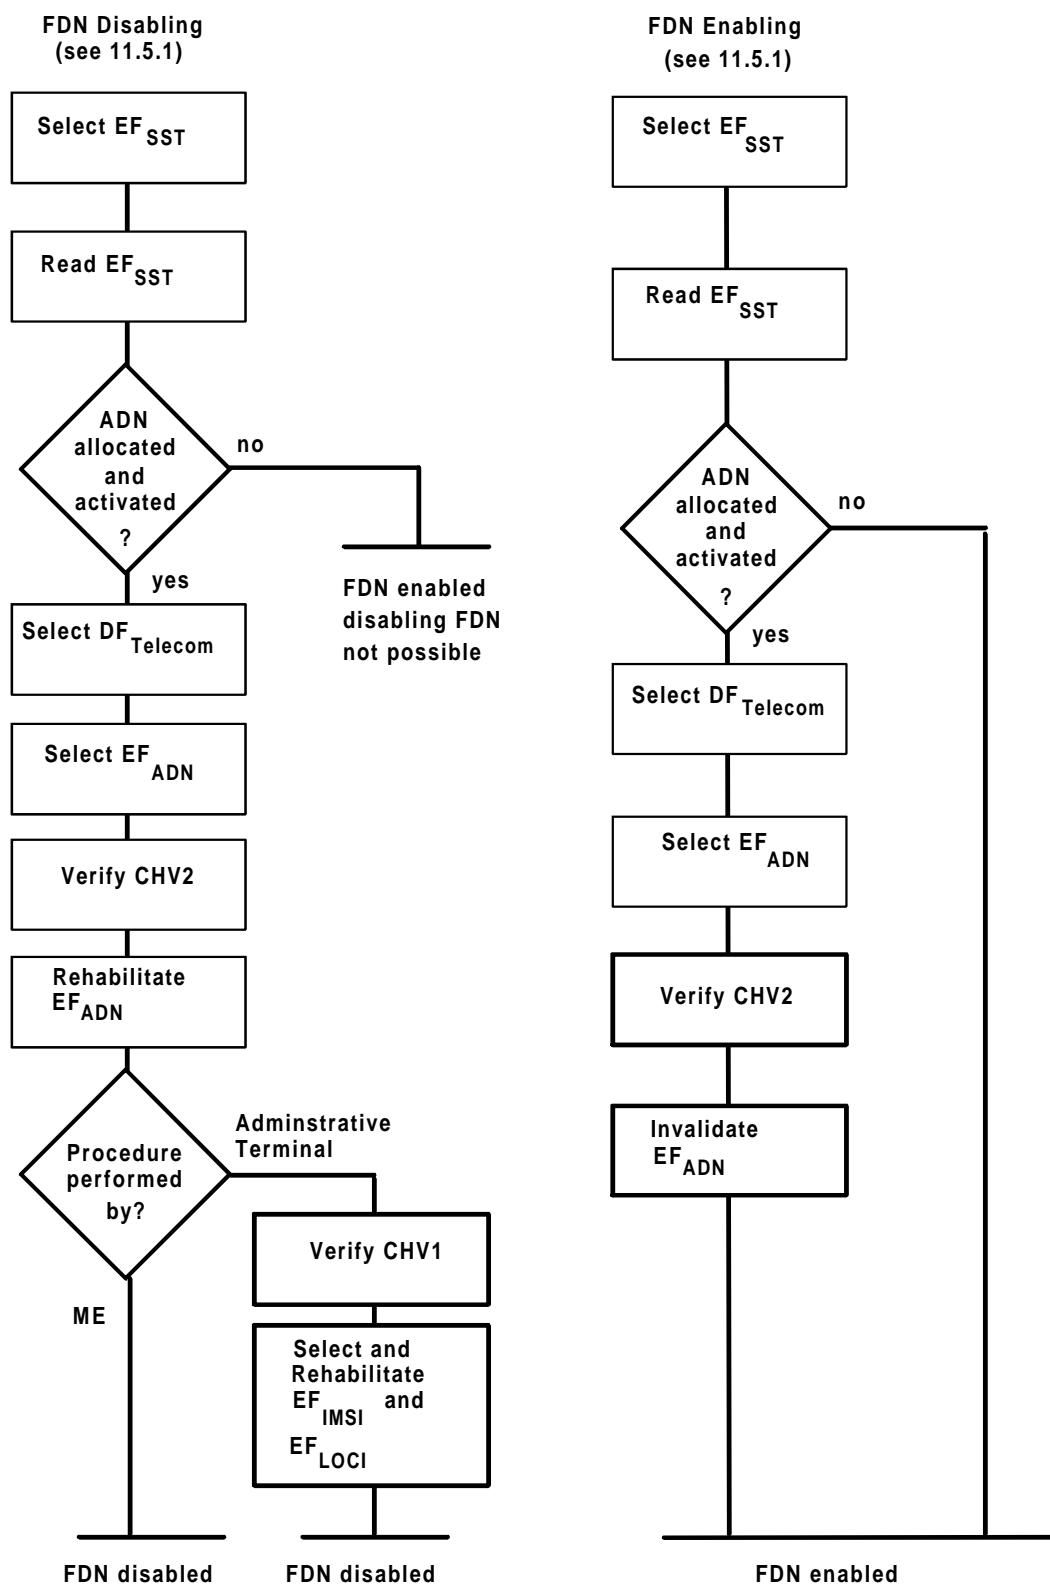 FDN Disabling
(see 11.5.1)
Select EF SST
Read EF SST
ADN
allocated
and
activated
?
no
yes
FDN enabled
disabling FDN
not possible
Select DF Telecom
Select EF ADN
Verify CHV2
Rehabilitate
EF ADN
Procedure
performed
by?
Adminstrative
Terminal
ME
Verify CHV1
Select and
Rehabilitate
EF IMSI and
EF LOCI
FDN disabled
FDN disabled
FDN Enabling
(see 11.5.1)
Select EF SST
Read EF SST
ADN
allocated
and
activated
?
no
yes
Select DF Telecom
Select EF ADN
Verify CHV2
Invalidate
EF ADN
FDN enabled